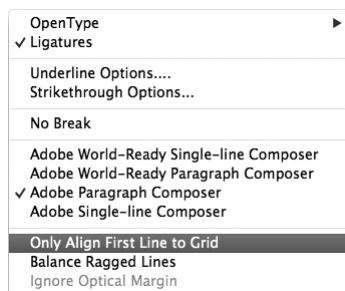 OpenType
Ligatures
Underline Options....
Strikethrough Options...
No Break
Adobe World-Ready Single-line Composer
Adobe World-Ready Paragraph Composer
Adobe Paragraph Composer
Adobe Single-line Composer
Only Align First Line to Grid
Balance Ragged Lines
Ignore Optical Margin